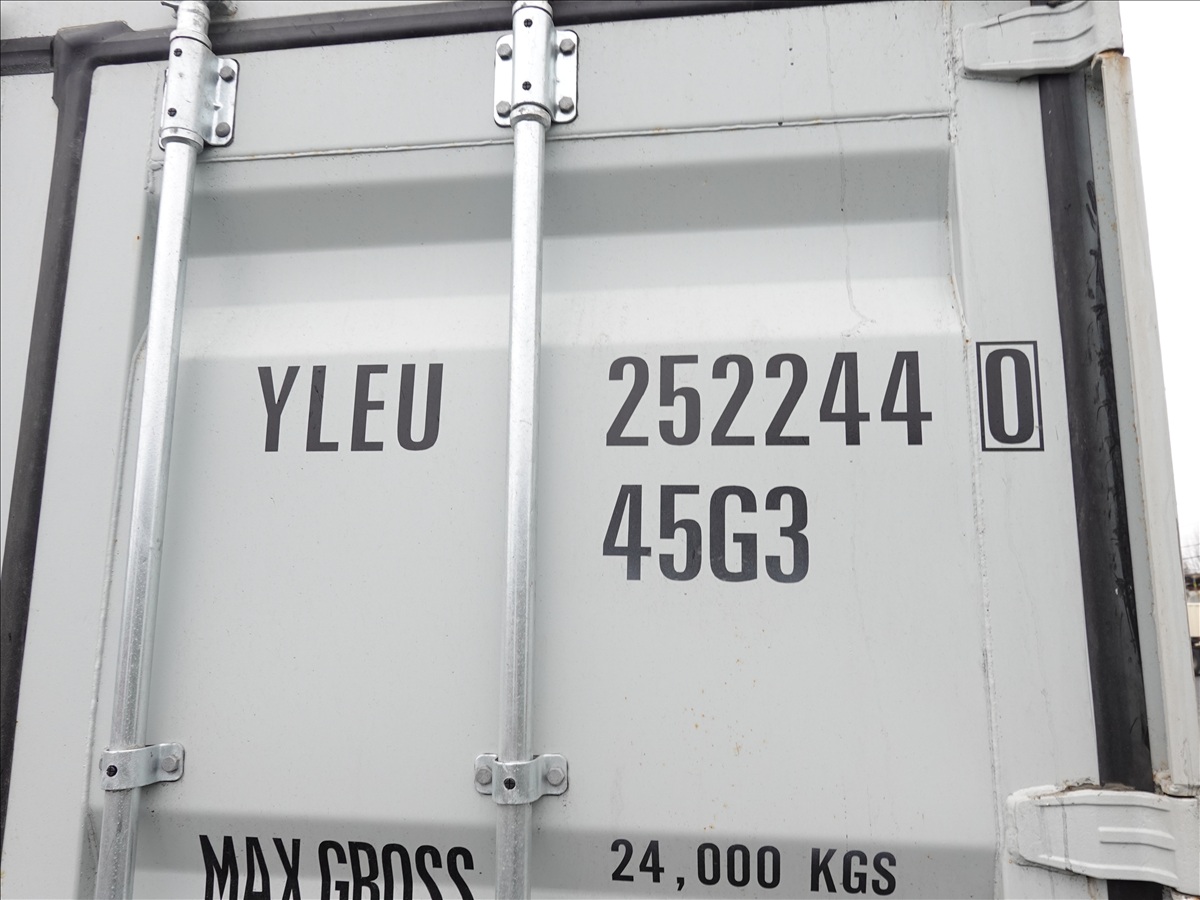 YLEU 252244 0
45G3
MAX GROSS 24,000 KGS